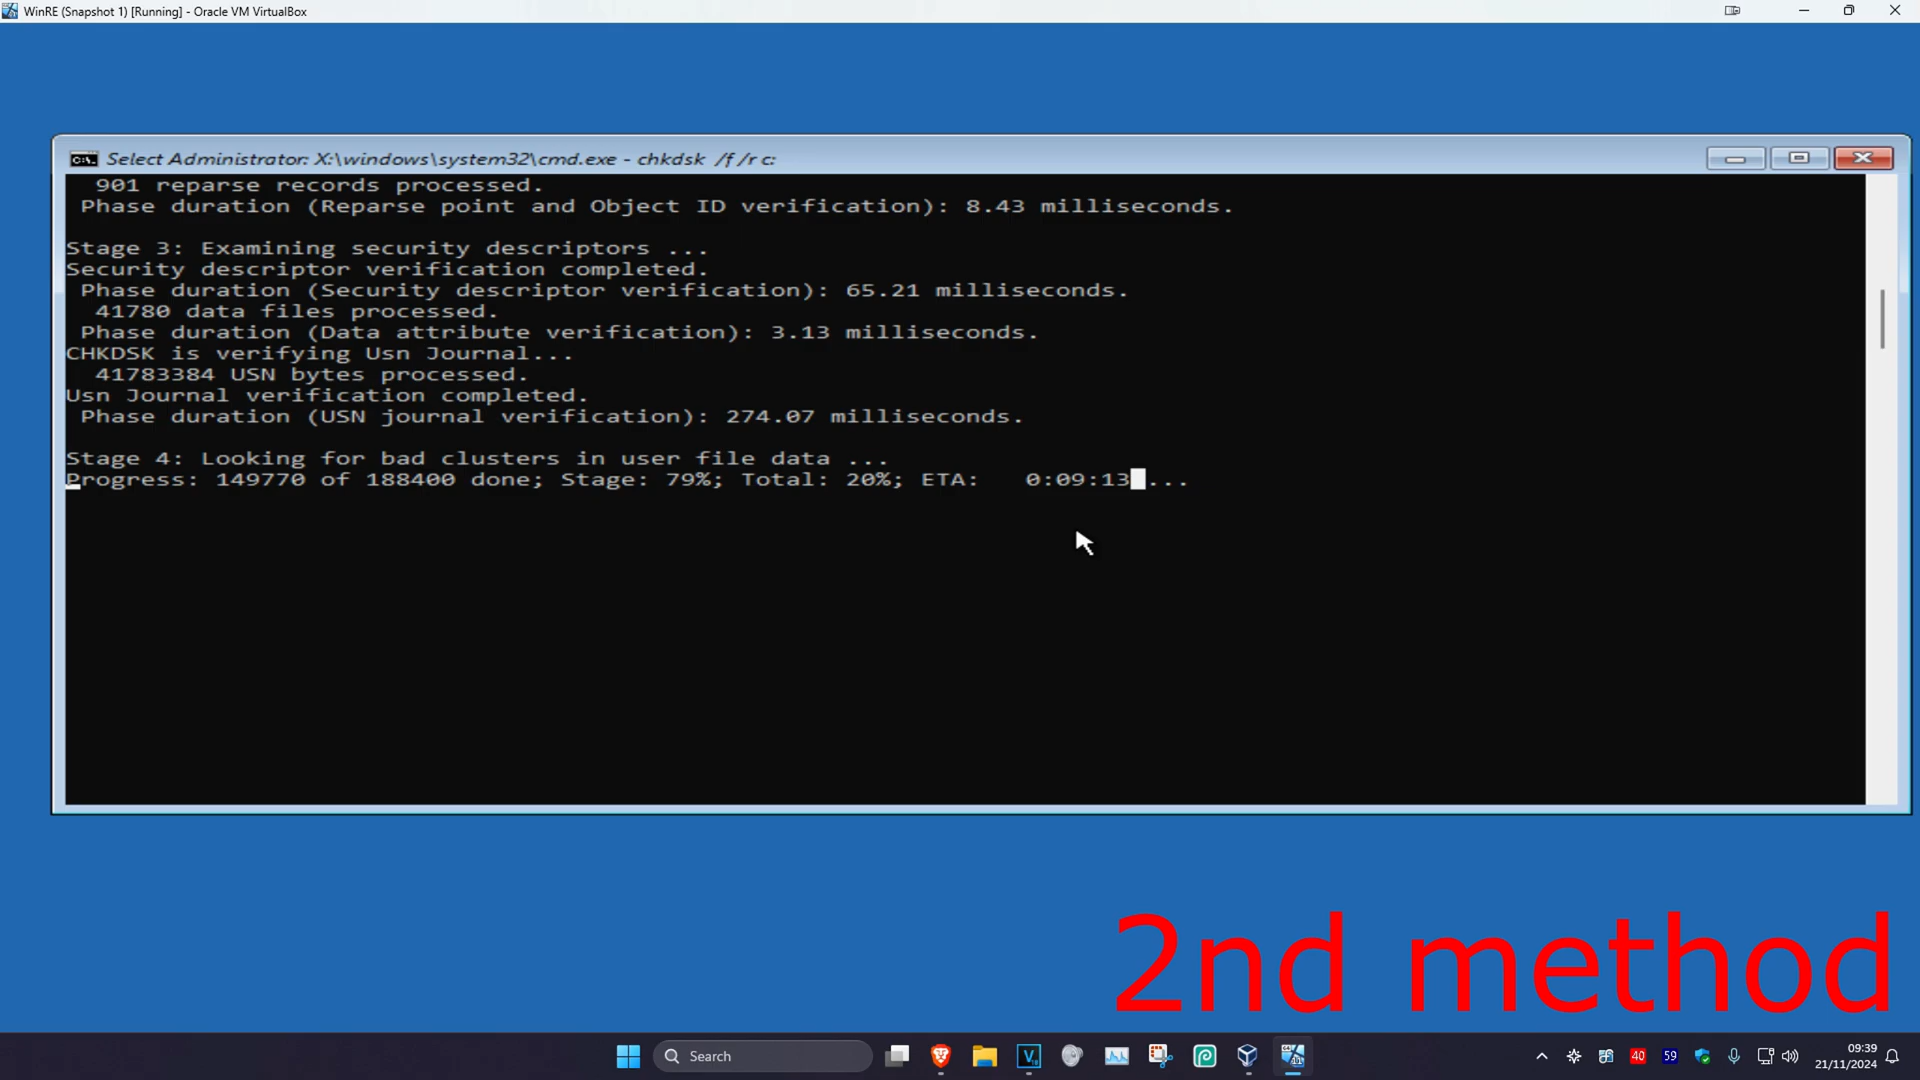 WinRE (Snapshot 1) [Running] - Oracle VM VirtualBox
Select Administrator: X:\windows\system32\cmd.exe - chkdsk /f /r c:
901 reparse records processed.
Phase duration (Reparse point and Object ID verification): 8.43 milliseconds.
Stage 3: Examining security descriptors ...
Security descriptor verification completed.
Phase duration (Security descriptor verification): 65.21 milliseconds.
41780 data files processed.
Phase duration (Data attribute verification): 3.13 milliseconds.
CHKDSK is verifying Usn Journal...
41783384 USN bytes processed.
Usn Journal verification completed.
Phase duration (USN journal verification): 274.07 milliseconds.
Stage 4: Looking for bad clusters in user file data ...
Progress: 149770 of 188400 done; Stage: 79%; Total: 20%; ETA:   0:09:13 ...
2nd method
Search
40
59
09:39
21/11/2024